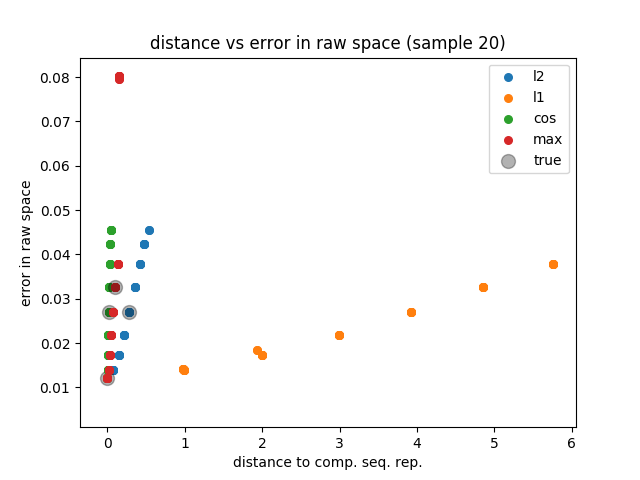 distance vs error in raw space (sample 20)
0.08
0.07
0.06
0.05
0.04
0.03
0.02
0.01
error in raw space
l2
l1
cos
max
true
0 1 2 3 4 5 6
distance to comp. seq. rep.